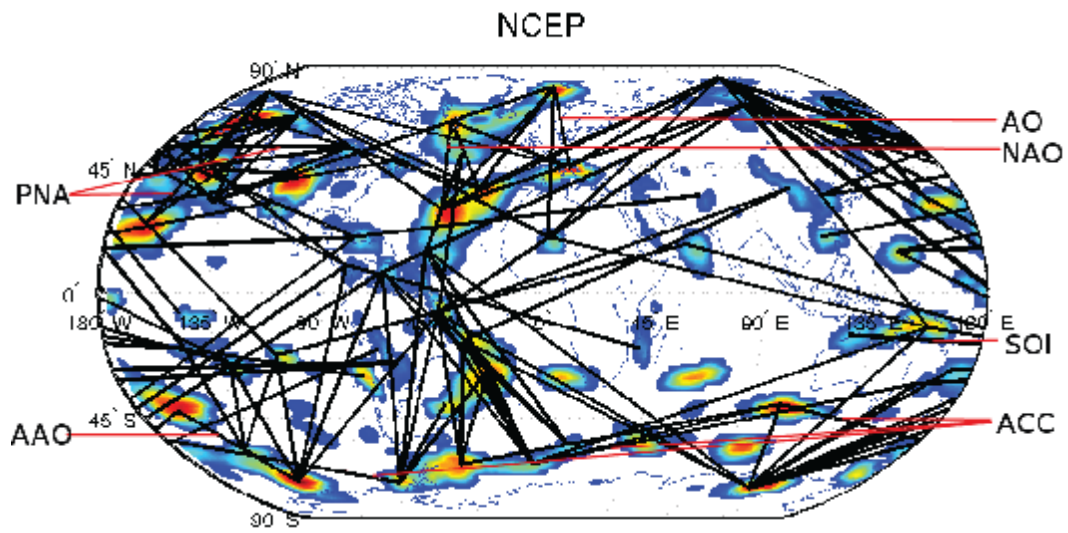 NCEP
90° N
AO
NAO
45° N
PNA
0°
180° W
135° W
90° W
0° E
45° E
90° E
135° E
180° E
SOI
45° S
AAO
ACC
90° S